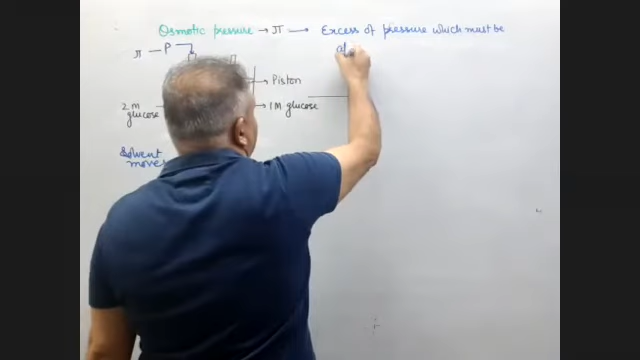 Osmotic pressure → π → Excess of pressure which must be
π — P
→ Piston
2 M → 1 M glucose
glucose
Solvent
moves